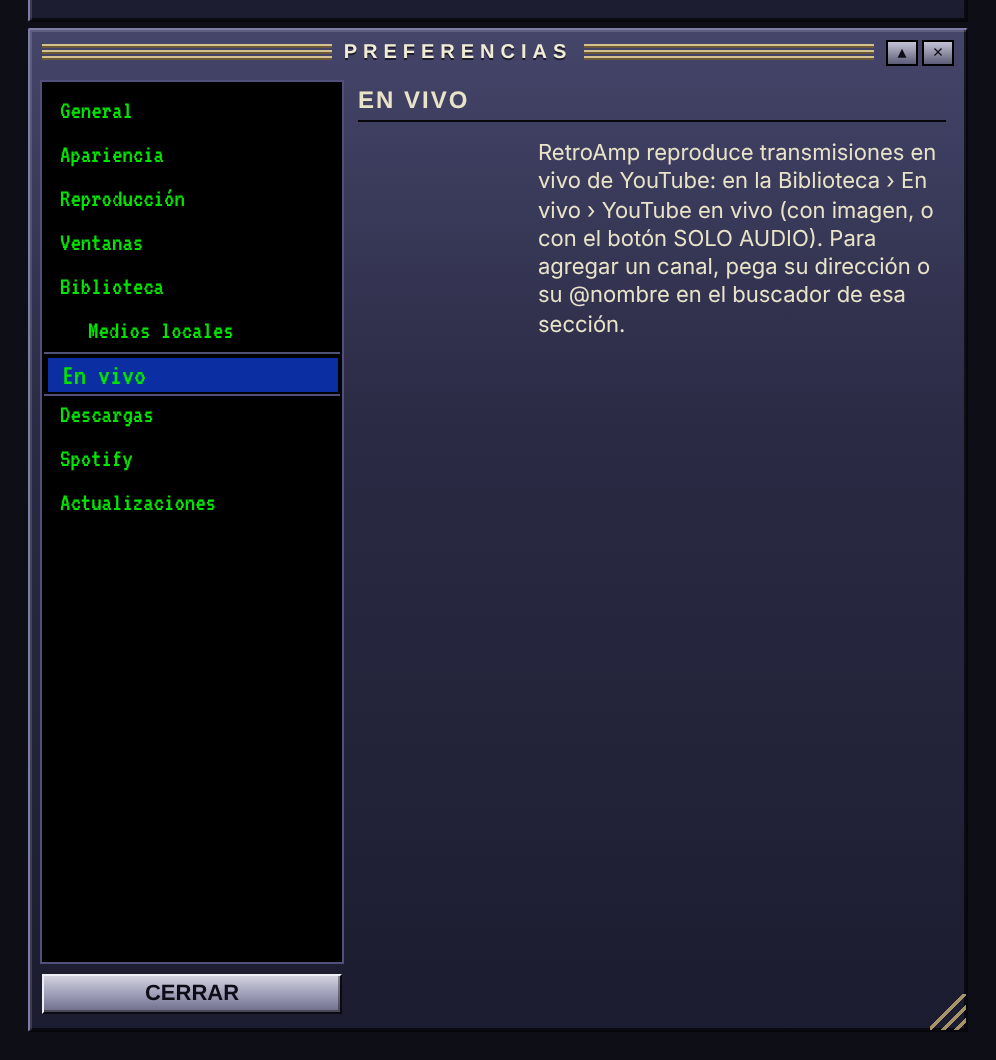 PREFERENCIAS
▲
×
General
Apariencia
Reproducción
Ventanas
Biblioteca
Medios locales
En vivo
Descargas
Spotify
Actualizaciones
CERRAR
EN VIVO
RetroAmp reproduce transmisiones en
vivo de YouTube: en la Biblioteca › En
vivo › YouTube en vivo (con imagen, o
con el botón SOLO AUDIO). Para
agregar un canal, pega su dirección o
su @nombre en el buscador de esa
sección.